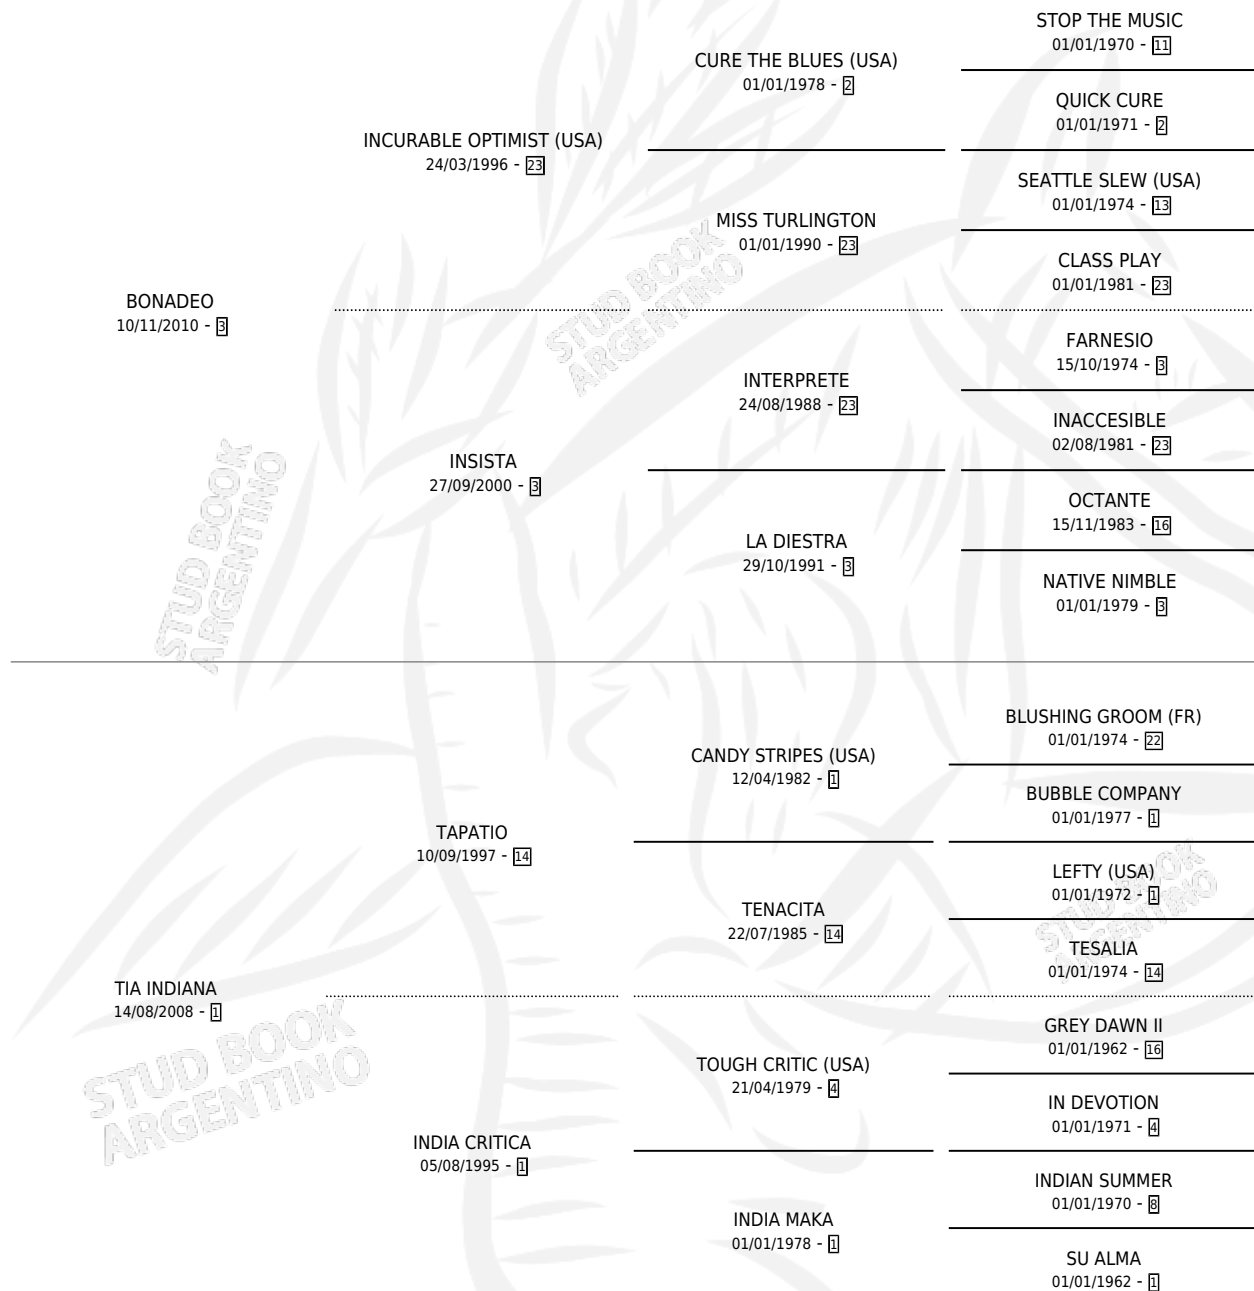 STOP THE MUSIC
01/01/1970 - 11
CURE THE BLUES (USA)
01/01/1978 - 2
QUICK CURE
01/01/1971 - 2
INCURABLE OPTIMIST (USA)
24/03/1996 - 23
SEATTLE SLEW (USA)
01/01/1974 - 13
MISS TURLINGTON
01/01/1990 - 23
CLASS PLAY
01/01/1981 - 23
BONADEO
10/11/2010 - 3
FARNESIO
15/10/1974 - 3
INTERPRETE
24/08/1988 - 23
INACCESIBLE
02/08/1981 - 23
INSISTA
27/09/2000 - 3
OCTANTE
15/11/1983 - 16
LA DIESTRA
29/10/1991 - 3
NATIVE NIMBLE
01/01/1979 - 3
BLUSHING GROOM (FR)
01/01/1974 - 22
CANDY STRIPES (USA)
12/04/1982 - 1
BUBBLE COMPANY
01/01/1977 - 1
TAPATIO
10/09/1997 - 14
LEFTY (USA)
01/01/1972 - 1
TENACITA
22/07/1985 - 14
TESALIA
01/01/1974 - 14
TIA INDIANA
14/08/2008 - 1
GREY DAWN II
01/01/1962 - 16
TOUGH CRITIC (USA)
21/04/1979 - 4
IN DEVOTION
01/01/1971 - 4
INDIA CRITICA
05/08/1995 - 1
INDIAN SUMMER
01/01/1970 - 8
INDIA MAKA
01/01/1978 - 1
SU ALMA
01/01/1962 - 1
STUD BOOK
ARGENTINO
STUD BOOK
ARGENTINO
STUD BOOK
ARGENTINO
STUD BOOK
ARGENTINO